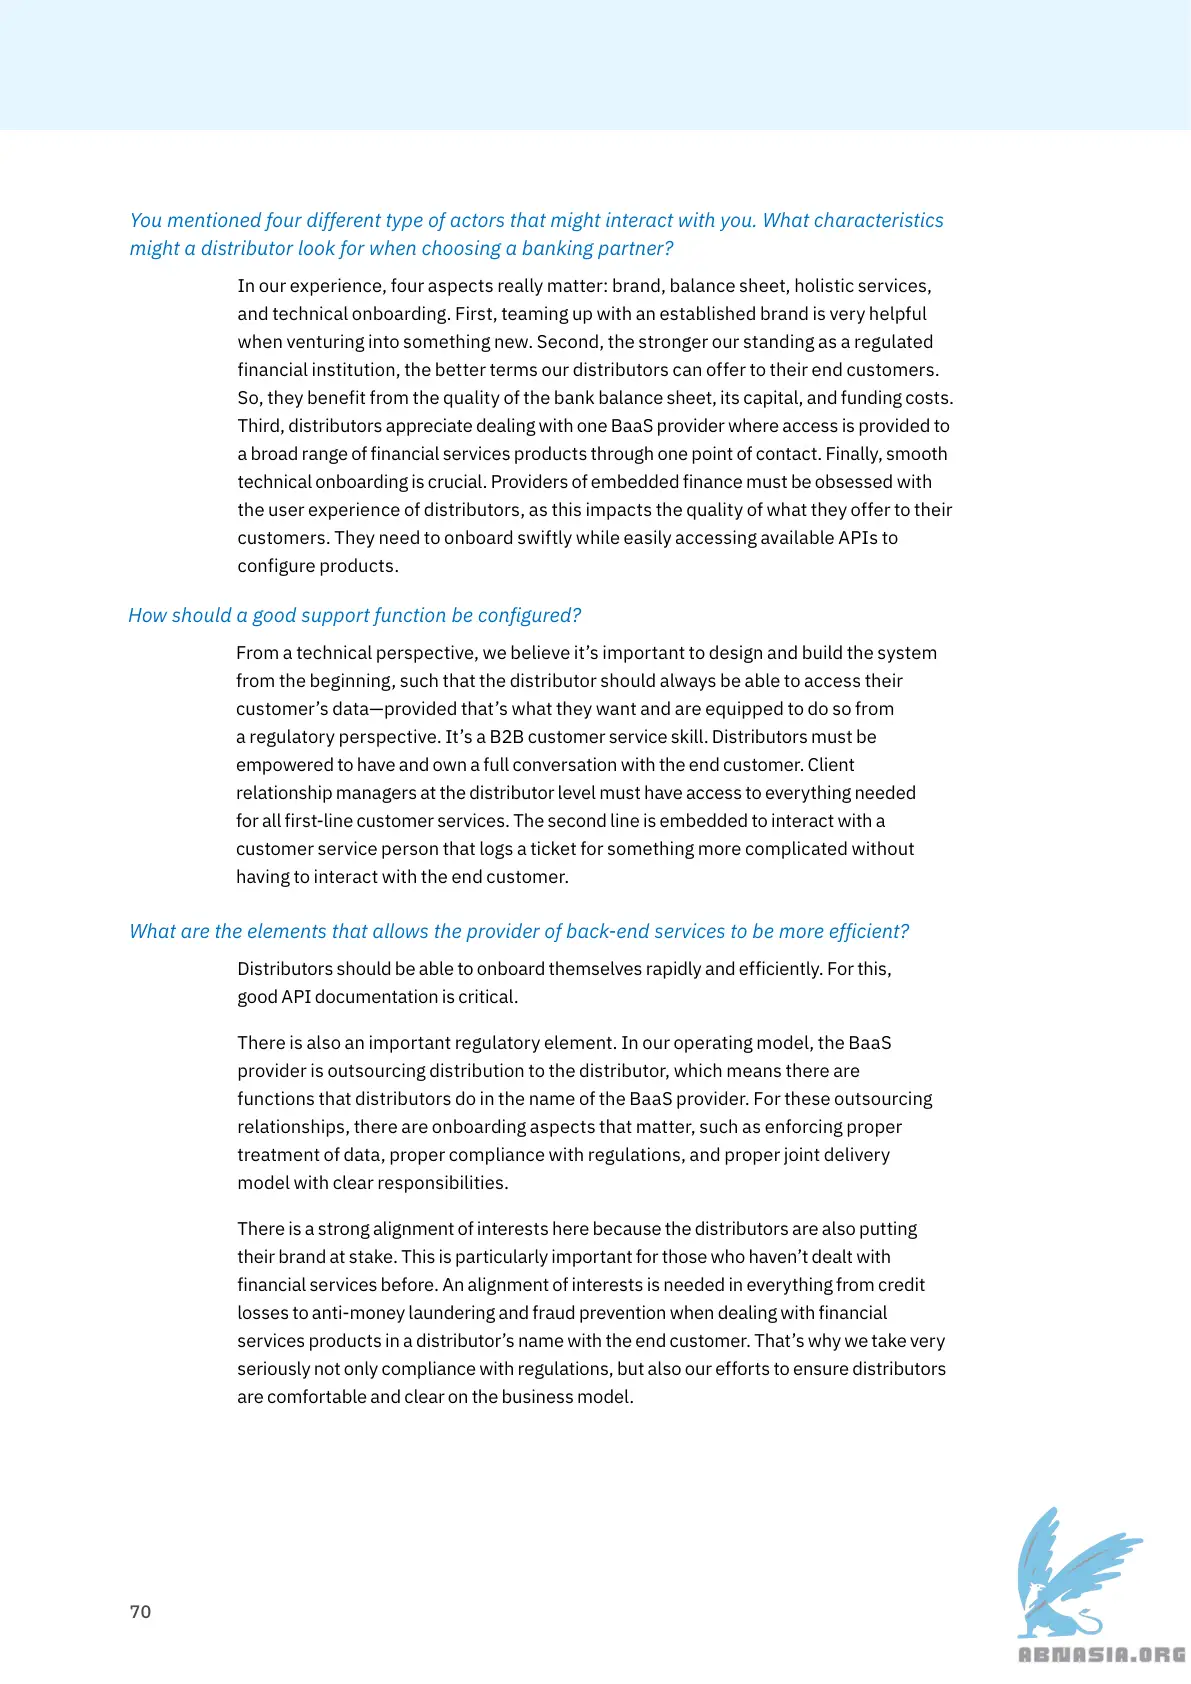 You mentioned four different type of actors that might interact with you. What characteristics
might a distributor look for when choosing a banking partner?
In our experience, four aspects really matter: brand, balance sheet, holistic services,
and technical onboarding. First, teaming up with an established brand is very helpful
when venturing into something new. Second, the stronger our standing as a regulated
financial institution, the better terms our distributors can offer to their end customers.
So, they benefit from the quality of the bank balance sheet, its capital, and funding costs.
Third, distributors appreciate dealing with one BaaS provider where access is provided to
a broad range of financial services products through one point of contact. Finally, smooth
technical onboarding is crucial. Providers of embedded finance must be obsessed with
the user experience of distributors, as this impacts the quality of what they offer to their
customers. They need to onboard swiftly while easily accessing available APIs to
configure products.
How should a good support function be configured?
From a technical perspective, we believe it’s important to design and build the system
from the beginning, such that the distributor should always be able to access their
customer’s data—provided that’s what they want and are equipped to do so from
a regulatory perspective. It’s a B2B customer service skill. Distributors must be
empowered to have and own a full conversation with the end customer. Client
relationship managers at the distributor level must have access to everything needed
for all first-line customer services. The second line is embedded to interact with a
customer service person that logs a ticket for something more complicated without
having to interact with the end customer.
What are the elements that allows the provider of back-end services to be more efficient?
Distributors should be able to onboard themselves rapidly and efficiently. For this,
good API documentation is critical.
There is also an important regulatory element. In our operating model, the BaaS
provider is outsourcing distribution to the distributor, which means there are
functions that distributors do in the name of the BaaS provider. For these outsourcing
relationships, there are onboarding aspects that matter, such as enforcing proper
treatment of data, proper compliance with regulations, and proper joint delivery
model with clear responsibilities.
There is a strong alignment of interests here because the distributors are also putting
their brand at stake. This is particularly important for those who haven’t dealt with
financial services before. An alignment of interests is needed in everything from credit
losses to anti-money laundering and fraud prevention when dealing with financial
services products in a distributor’s name with the end customer. That’s why we take very
seriously not only compliance with regulations, but also our efforts to ensure distributors
are comfortable and clear on the business model.
70
ABNASIA.ORG